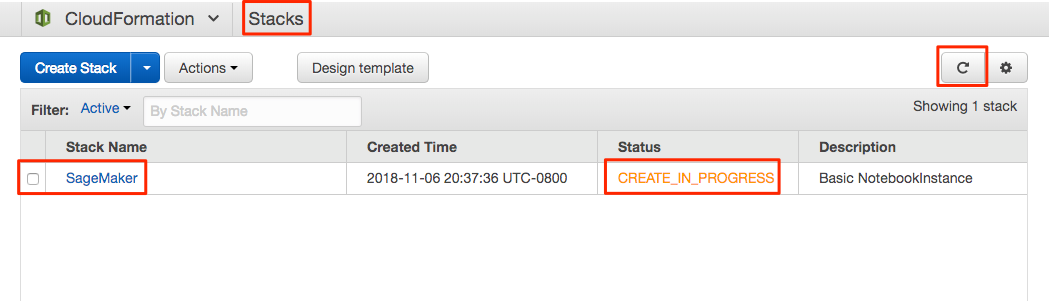 CloudFormation Stacks
Create Stack Actions Design template
Filter: Active By Stack Name Showing 1 stack
Stack Name Created Time Status Description
SageMaker 2018-11-06 20:37:36 UTC-0800 CREATE_IN_PROGRESS Basic NotebookInstance